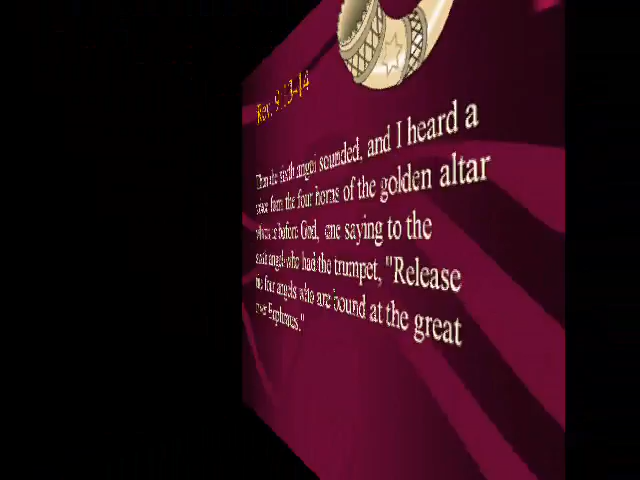 Rev. 9:13-14
Then the sixth angel sounded, and I heard a
voice from the four horns of the golden altar
which is before God, one saying to the
sixth angel who had the trumpet, "Release
the four angels who are bound at the great
river Euphrates."